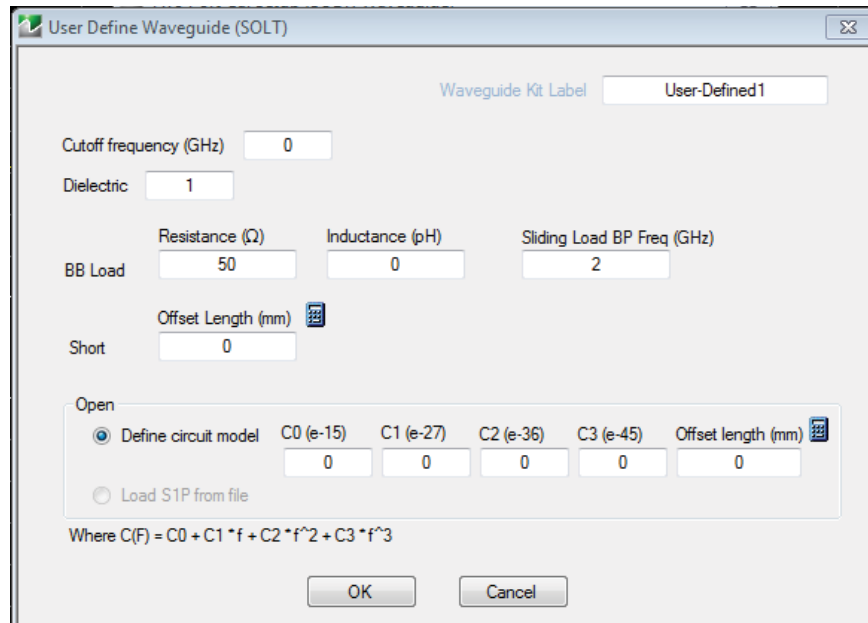 User Define Waveguide (SOLT)
Waveguide Kit Label User-Defined1
Cutoff frequency (GHz) 0
Dielectric 1
Resistance (Ω) Inductance (pH) Sliding Load BP Freq (GHz)
BB Load 50 0 2
Offset Length (mm)
Short 0
Open
Define circuit model C0 (e-15) C1 (e-27) C2 (e-36) C3 (e-45) Offset length (mm)
0 0 0 0 0
Load S1P from file
Where C(F) = C0 + C1 * f + C2 * f^2 + C3 * f^3
OK Cancel